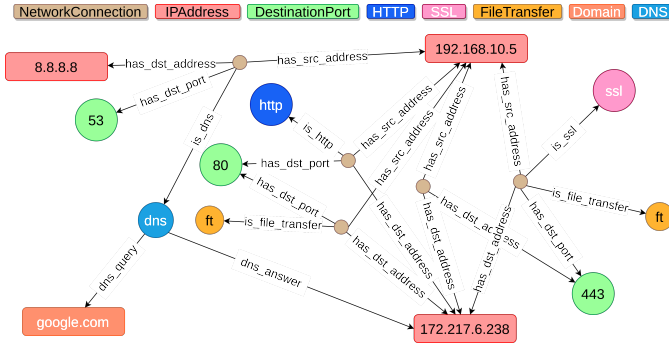 NetworkConnection IPAddress DestinationPort HTTP SSL FileTransfer Domain DNS
192.168.10.5
8.8.8.8
has_dst_address
has_src_address
has_dst_port
53
http
ssl
is_dns
is_http
has_src_address
has_src_address
has_src_address
has_src_address
is_ssl
80
has_dst_port
has_dst_port
is_file_transfer
dns
ft
is_file_transfer
ft
has_dst_address
has_dst_address
has_dst_address
has_dst_address
has_dst_port
dns_query
dns_answer
443
google.com
172.217.6.238